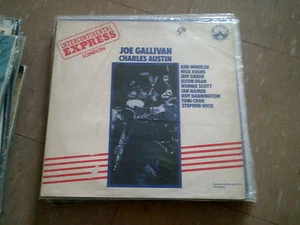 INTERCONTINENTAL
EXPRESS
LONDON
JOE GALLIVAN
CHARLES AUSTIN
KEN WHEELER
NICK EVANS
JEFF GREEN
ELTON DEAN
RONNIE SCOTT
IAN HAMER
ROY BABBINGTON
TONI COOK
STEPHEN WICK